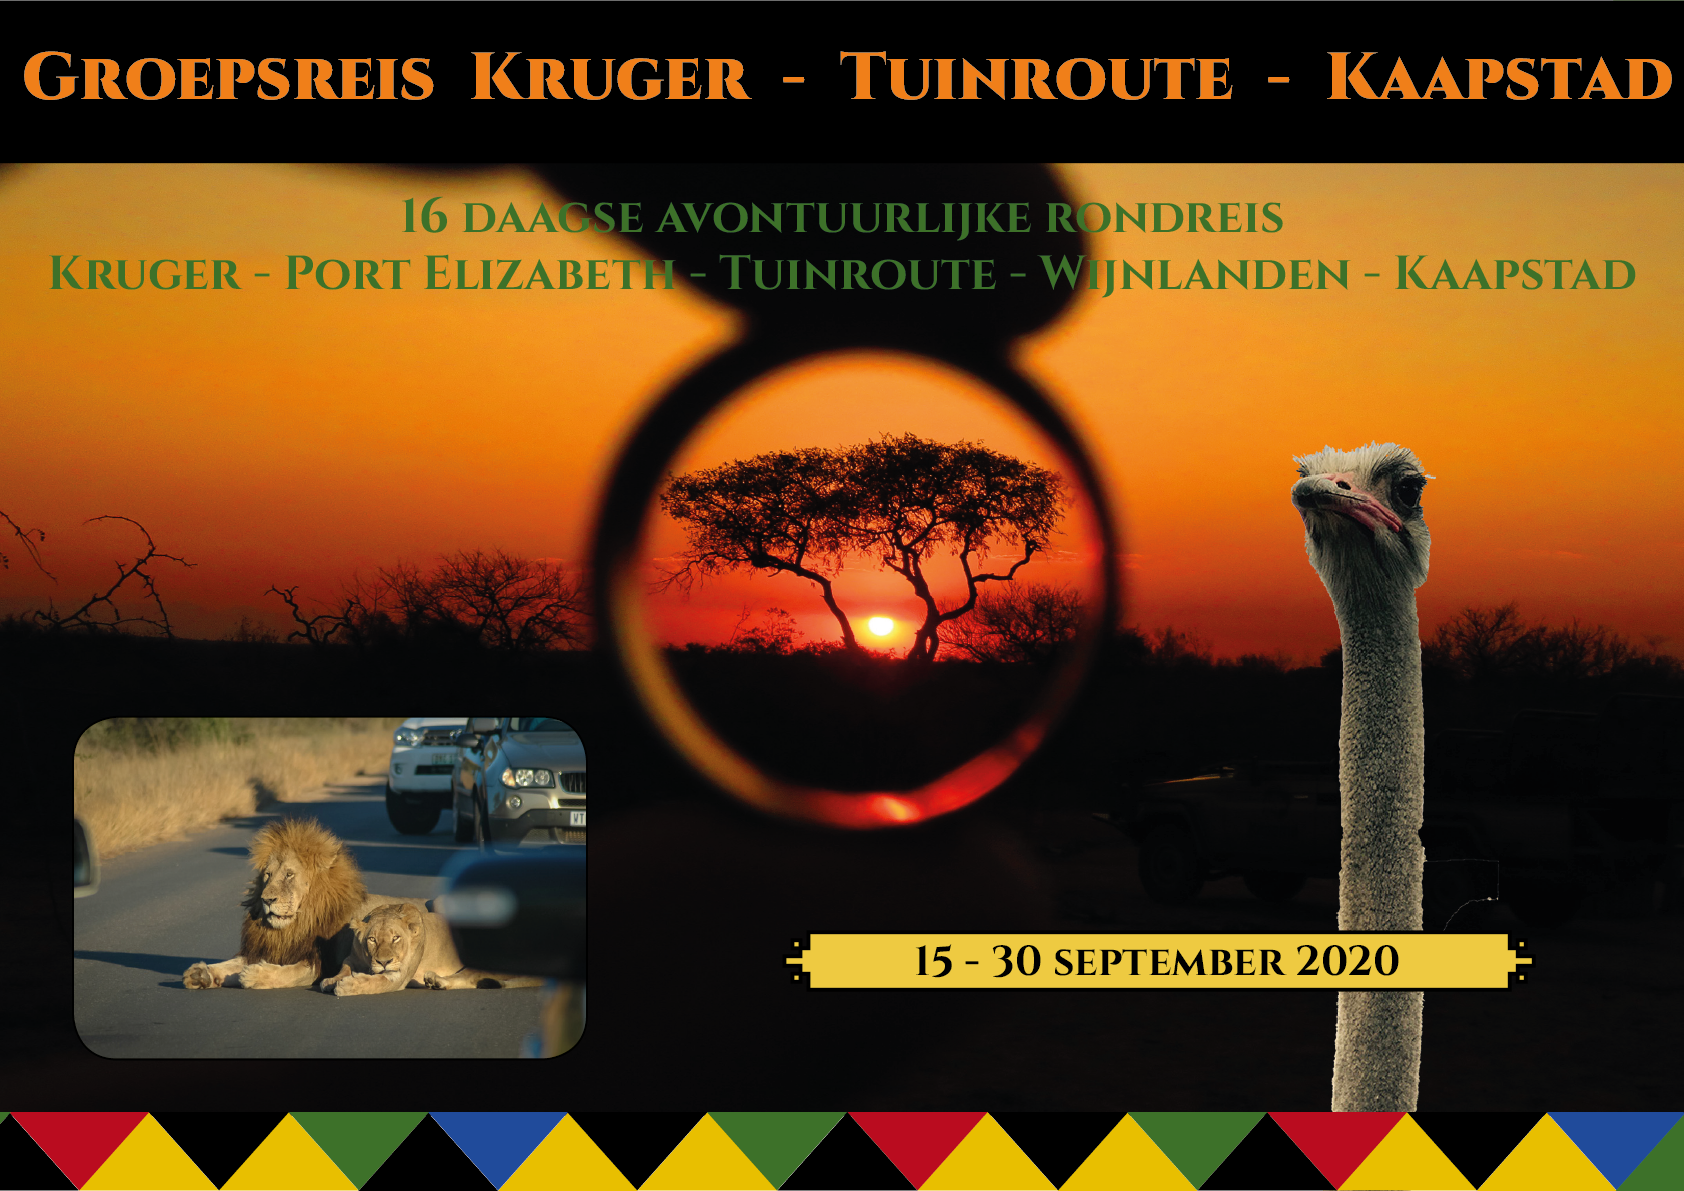 Groepsreis Kruger - Tuinroute - Kaapstad
16 daagse avontuurlijke rondreis
Kruger - Port Elizabeth - Tuinroute - Wijnlanden - Kaapstad
15 - 30 september 2020